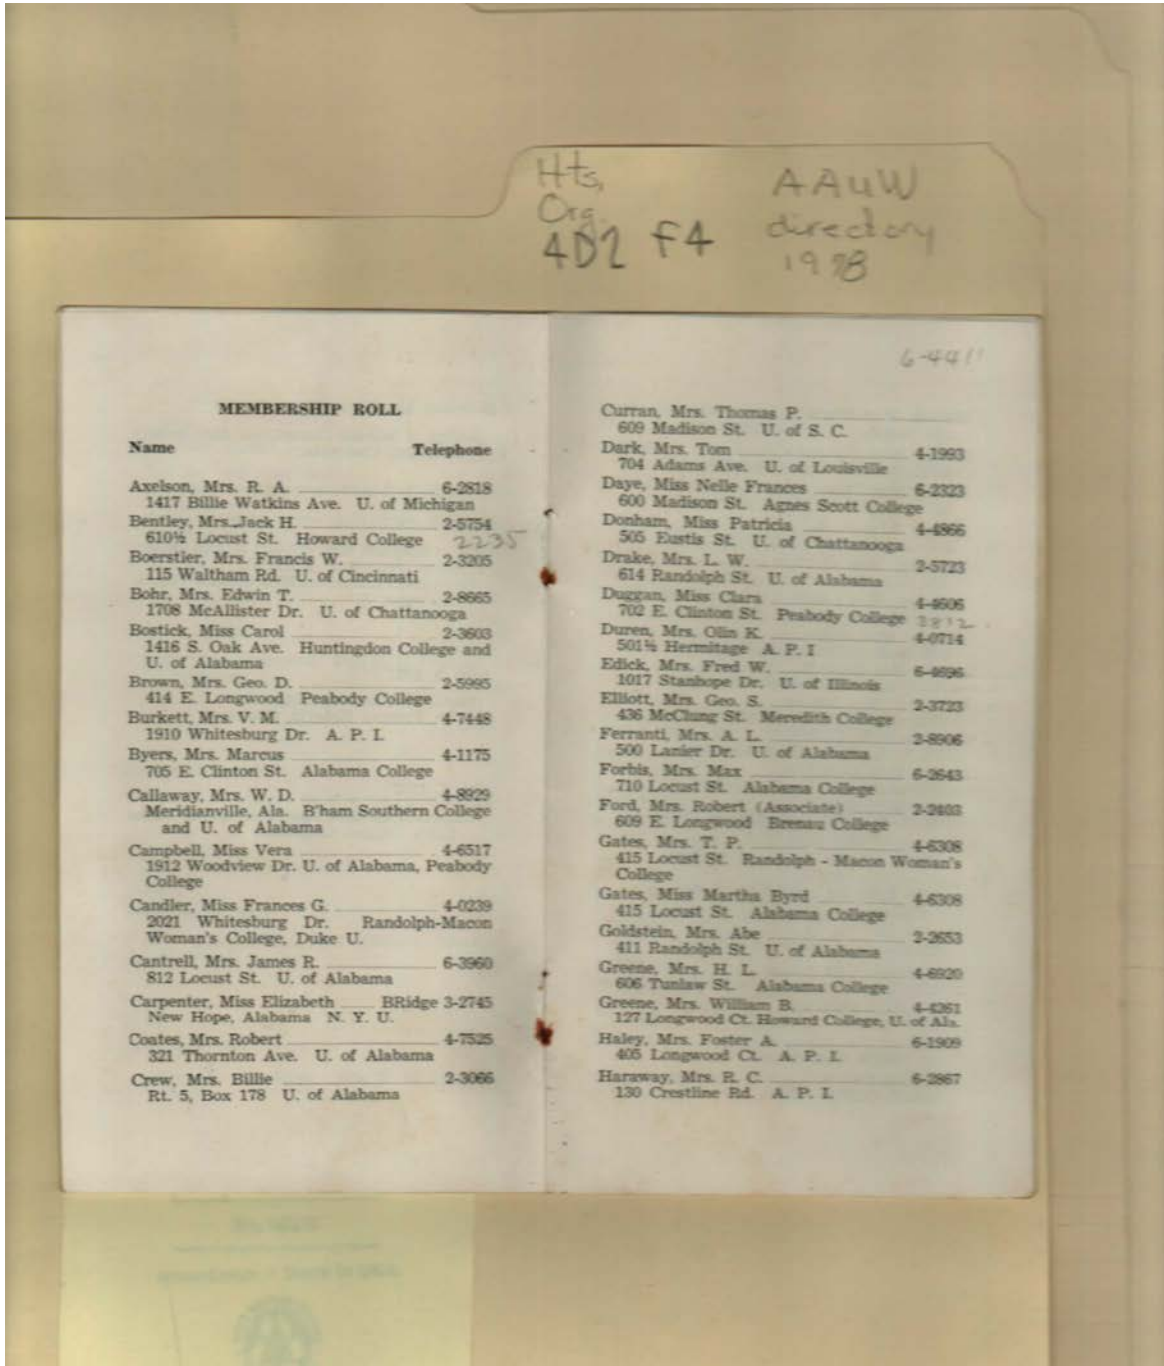 Hts,
Org.
4D2 F4
AAUW
directory
19
6-4411
MEMBERSHIP ROLL
Name Telephone
Axelson, Mrs. R. A. 6-2818
1417 Billie Watkins Ave. U. of Michigan
Bentley, Mrs. Jack H. 2-5754
610½ Locust St. Howard College 2235
Boerstler, Mrs. Francis W. 2-3205
115 Waltham Rd. U. of Cincinnati
Bohr, Mrs. Edwin T. 2-8665
1708 McAllister Dr. U. of Chattanooga
Bostick, Miss Carol 2-3603
1416 S. Oak Ave. Huntingdon College and
U. of Alabama
Brown, Mrs. Geo. D. 2-5995
414 E. Longwood Peabody College
Burkett, Mrs. V. M. 4-7448
1910 Whitesburg Dr. A. P. I.
Byers, Mrs. Marcus 4-1175
705 E. Clinton St. Alabama College
Callaway, Mrs. W. D. 4-8929
Meridianville, Ala. B'ham Southern College
and U. of Alabama
Campbell, Miss Vera 4-6517
1912 Woodview Dr. U. of Alabama, Peabody
College
Candler, Miss Frances G. 4-0239
2021 Whitesburg Dr. Randolph-Macon
Woman's College, Duke U.
Cantrell, Mrs. James R. 6-3960
812 Locust St. U. of Alabama
Carpenter, Miss Elizabeth BRidge 3-2745
New Hope, Alabama N. Y. U.
Coates, Mrs. Robert 4-7525
321 Thornton Ave. U. of Alabama
Crew, Mrs. Billie 2-3066
Rt. 5, Box 178 U. of Alabama
Curran, Mrs. Thomas P.
609 Madison St. U. of S. C.
Dark, Mrs. Tom 4-1993
704 Adams Ave. U. of Louisville
Daye, Miss Nelle Frances 6-2323
600 Madison St. Agnes Scott College
Donham, Miss Patricia 4-4866
505 Eustis St. U. of Chattanooga
Drake, Mrs. L. W. 2-5723
614 Randolph St. U. of Alabama
Duggan, Miss Clara 4-4606
702 E. Clinton St. Peabody College
Duren, Mrs. Olin K. 4-0714
501½ Hermitage A. P. I
Edick, Mrs. Fred W. 6-4696
1017 Stanhope Dr. U. of Illinois
Elliott, Mrs. Geo. S. 2-3723
436 McClung St. Meredith College
Ferranti, Mrs. A. L. 2-8906
500 Lanier Dr. U. of Alabama
Forbis, Mrs. Max 6-2643
710 Locust St. Alabama College
Ford, Mrs. Robert (Associate) 2-2403
609 E. Longwood Brenau College
Gates, Mrs. T. P. 4-6308
415 Locust St. Randolph - Macon Woman's
College
Gates, Miss Martha Byrd 4-6308
415 Locust St. Alabama College
Goldstein, Mrs. Abe 2-2653
411 Randolph St. U. of Alabama
Greene, Mrs. H. L. 4-6920
606 Tunlaw St. Alabama College
Greene, Mrs. William B. 4-4261
127 Longwood Ct. Howard College, U. of Ala.
Haley, Mrs. Foster A. 6-1909
405 Longwood Ct. A. P. I.
Haraway, Mrs. R. C. 6-2867
130 Crestline Rd. A. P. I.